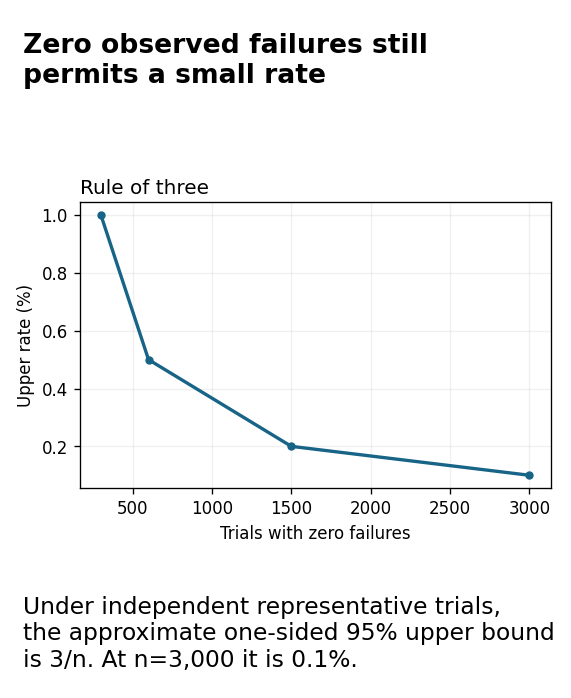 Zero observed failures still
permits a small rate
Rule of three
1.0
0.8
0.6
0.4
0.2
Upper rate (%)
500 1000 1500 2000 2500 3000
Trials with zero failures
Under independent representative trials,
the approximate one-sided 95% upper bound
is 3/n. At n=3,000 it is 0.1%.